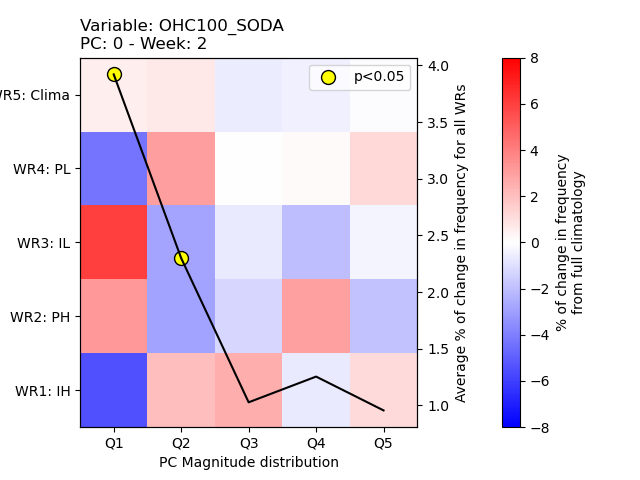 Variable: OHC100_SODA
PC: 0 - Week: 2
p<0.05
WR5: Clima
WR4: PL
WR3: IL
WR2: PH
WR1: IH
Q1 Q2 Q3 Q4 Q5
PC Magnitude distribution
4.0
3.5
3.0
2.5
2.0
1.5
1.0
Average % of change in frequency for all WRs
8
6
4
2
0
−2
−4
−6
−8
% of change in frequency
from full climatology